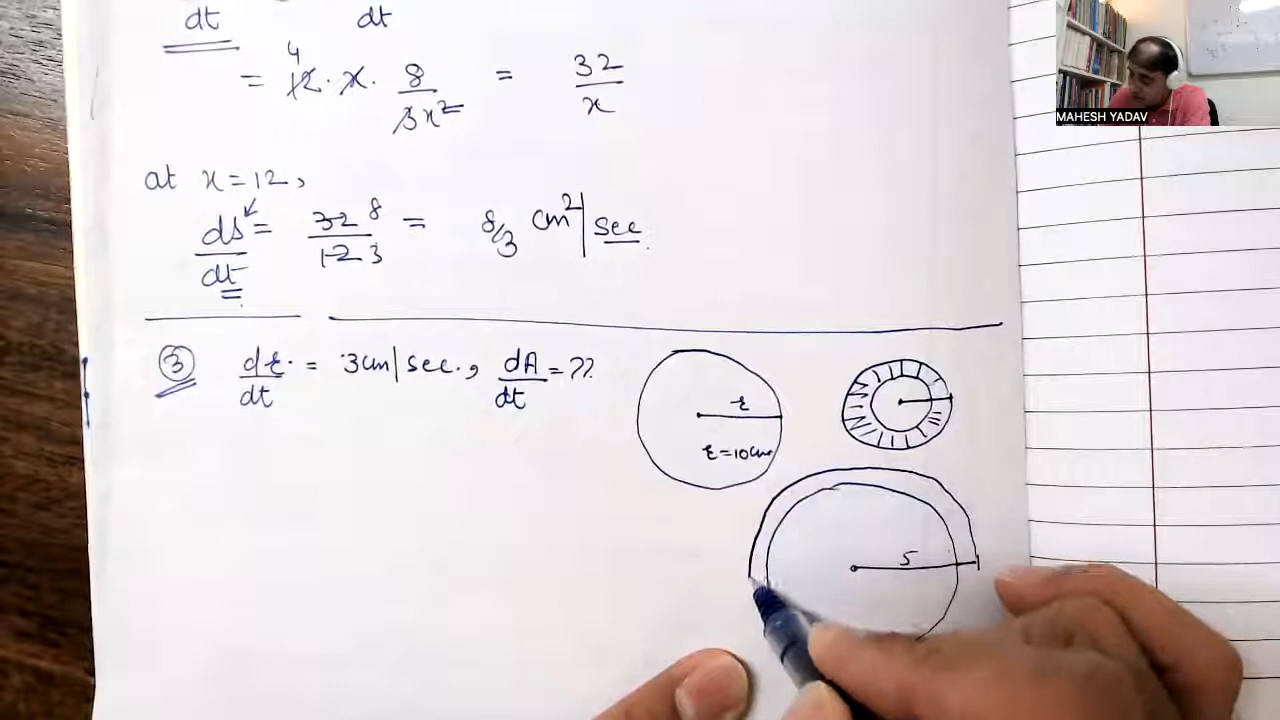 dt dt
= 12 4 · x · 8/3x² = 32/x
at x = 12,
ds/dt = 32 8/12 3 = 8/3 cm²/sec.
③ dr/dt = 3cm/sec., dA/dt = ??
r
r = 10cm
5
MAHESH YADAV